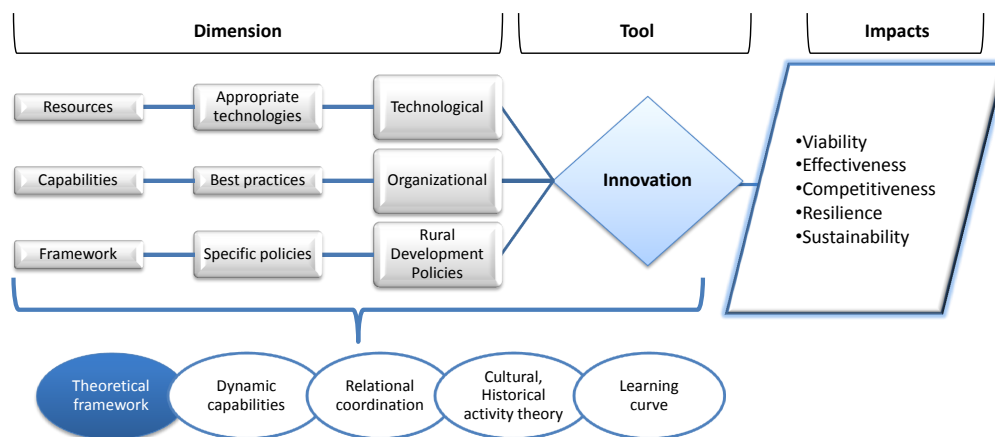 Dimension
Tool
Impacts
Resources
Appropriate
technologies
Technological
Capabilities
Best practices
Organizational
Framework
Specific policies
Rural
Development
Policies
Innovation
•Viability
•Effectiveness
•Competitiveness
•Resilience
•Sustainability
Theoretical
framework
Dynamic
capabilities
Relational
coordination
Cultural,
Historical
activity theory
Learning
curve